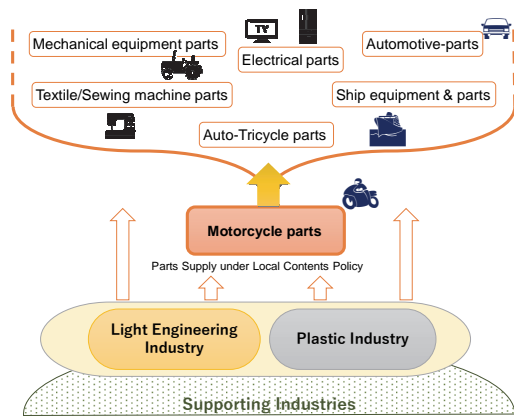 TV
Mechanical equipment parts
Electrical parts
Automotive-parts
Textile/Sewing machine parts
Ship equipment & parts
Auto-Tricycle parts
Motorcycle parts
Parts Supply under Local Contents Policy
Light Engineering
Industry
Plastic Industry
Supporting Industries